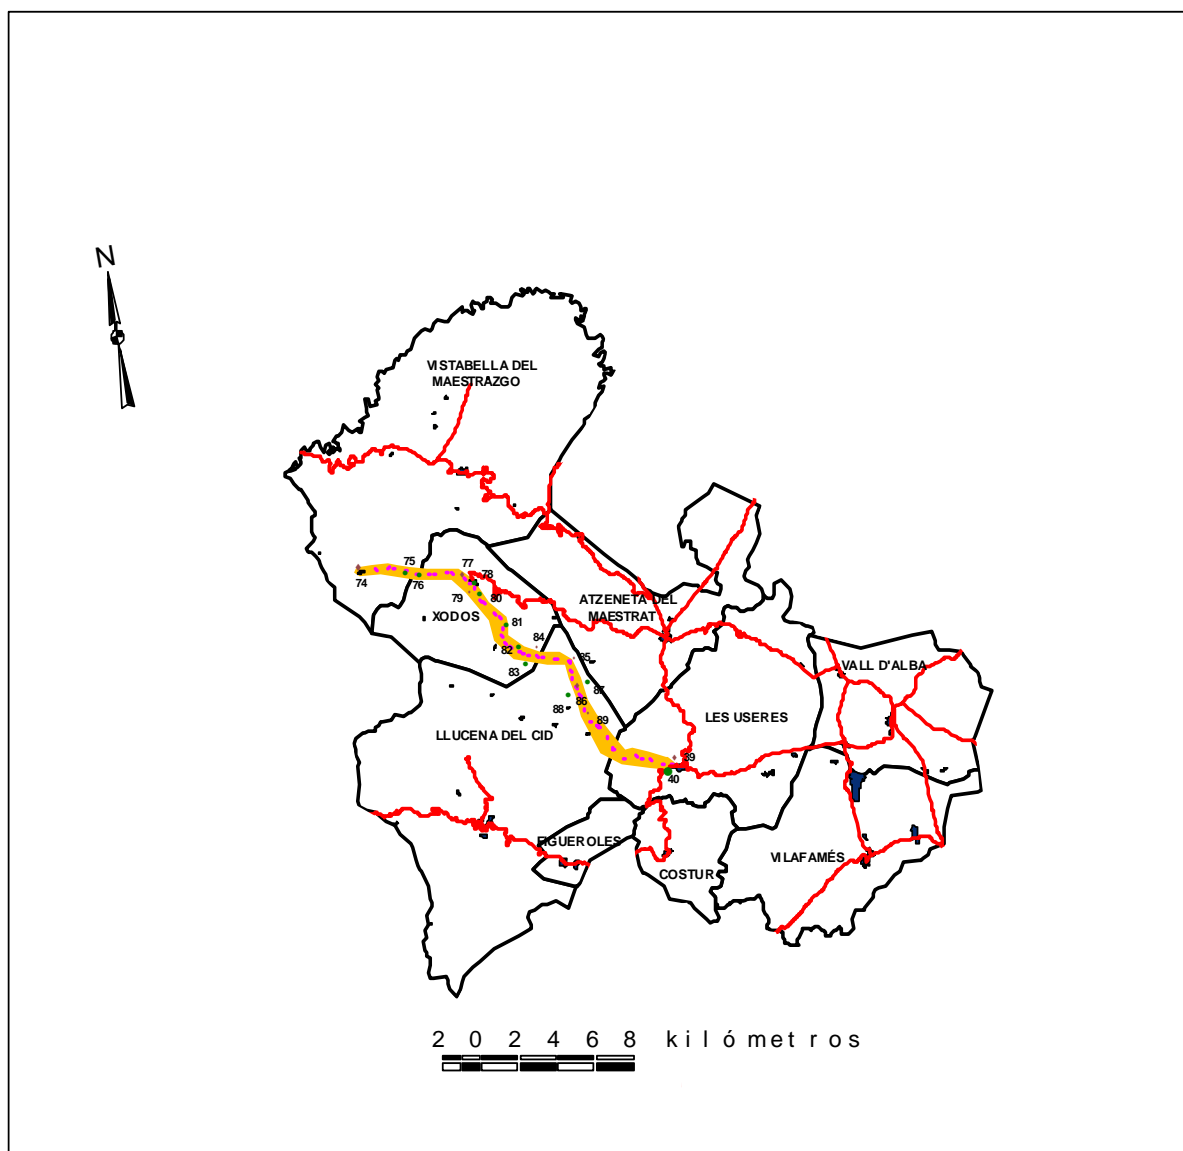 N
VISTABELLA DEL
MAESTRAZGO
75
77
78
74
76
79
80
XODOS
81
ATZENETA DEL
MAESTRAT
84
82
83
85
87
86
88
89
VALL D'ALBA
LES USERES
LLUCENA DEL CID
39
40
FIGUEROLES
COSTUR
VILAFAMÉS
2 0 2 4 6 8 kilómetros